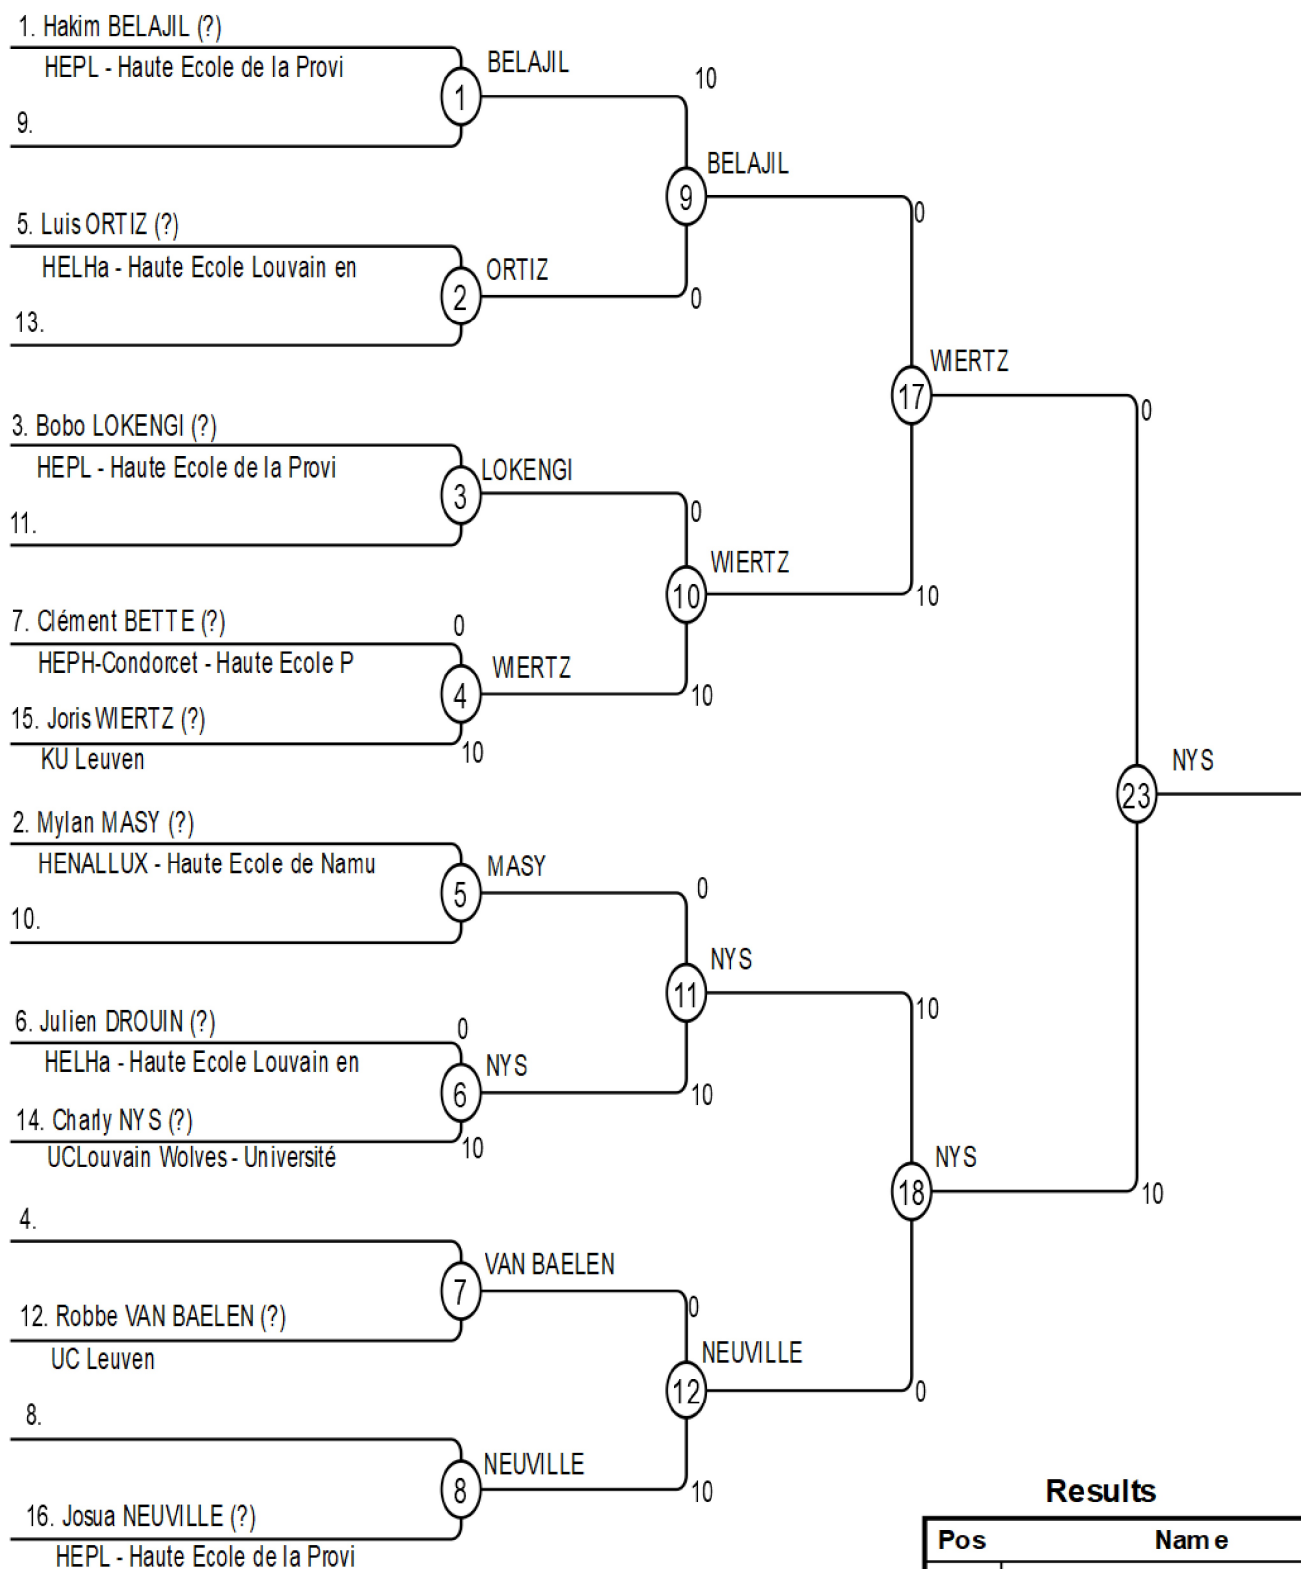 1. Hakim BELAJIL (?)
HEPL - Haute Ecole de la Provi
1
BELAJIL
10
9.
9
BELAJIL
0
5. Luis ORTIZ (?)
HELHa - Haute Ecole Louvain en
2
ORTIZ
0
13.
17
WIERTZ
0
3. Bobo LOKENGI (?)
HEPL - Haute Ecole de la Provi
3
LOKENGI
0
11.
10
WIERTZ
10
7. Clément BETTE (?)
0
HEPH-Condorcet - Haute Ecole P
4
WIERTZ
10
15. Joris WIERTZ (?)
10
KU Leuven
23
NYS
2. Mylan MASY (?)
HENALLUX - Haute Ecole de Namu
5
MASY
0
10.
11
NYS
10
6. Julien DROUIN (?)
0
HELHa - Haute Ecole Louvain en
6
NYS
10
14. Charly NYS (?)
10
UCLouvain Wolves - Université
18
NYS
10
4.
7
VAN BAELEN
0
12. Robbe VAN BAELEN (?)
UC Leuven
12
NEUVILLE
0
8.
8
NEUVILLE
10
16. Josua NEUVILLE (?)
HEPL - Haute Ecole de la Provi
Results
Pos Name